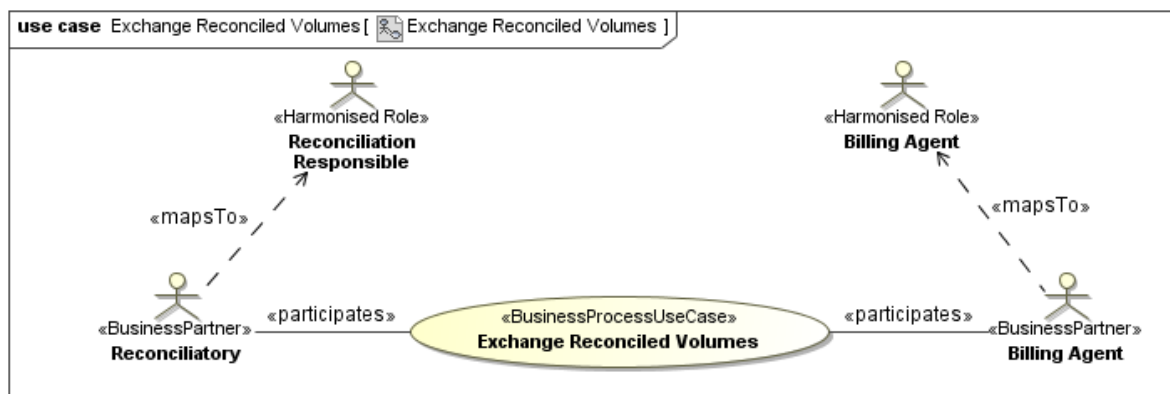 use case Exchange Reconciled Volumes [ Exchange Reconciled Volumes ]
«Harmonised Role»
Reconciliation
Responsible
«Harmonised Role»
Billing Agent
«mapsTo»
«mapsTo»
«BusinessPartner»
Reconciliatory
«participates»
«BusinessProcessUseCase»
Exchange Reconciled Volumes
«participates»
«BusinessPartner»
Billing Agent